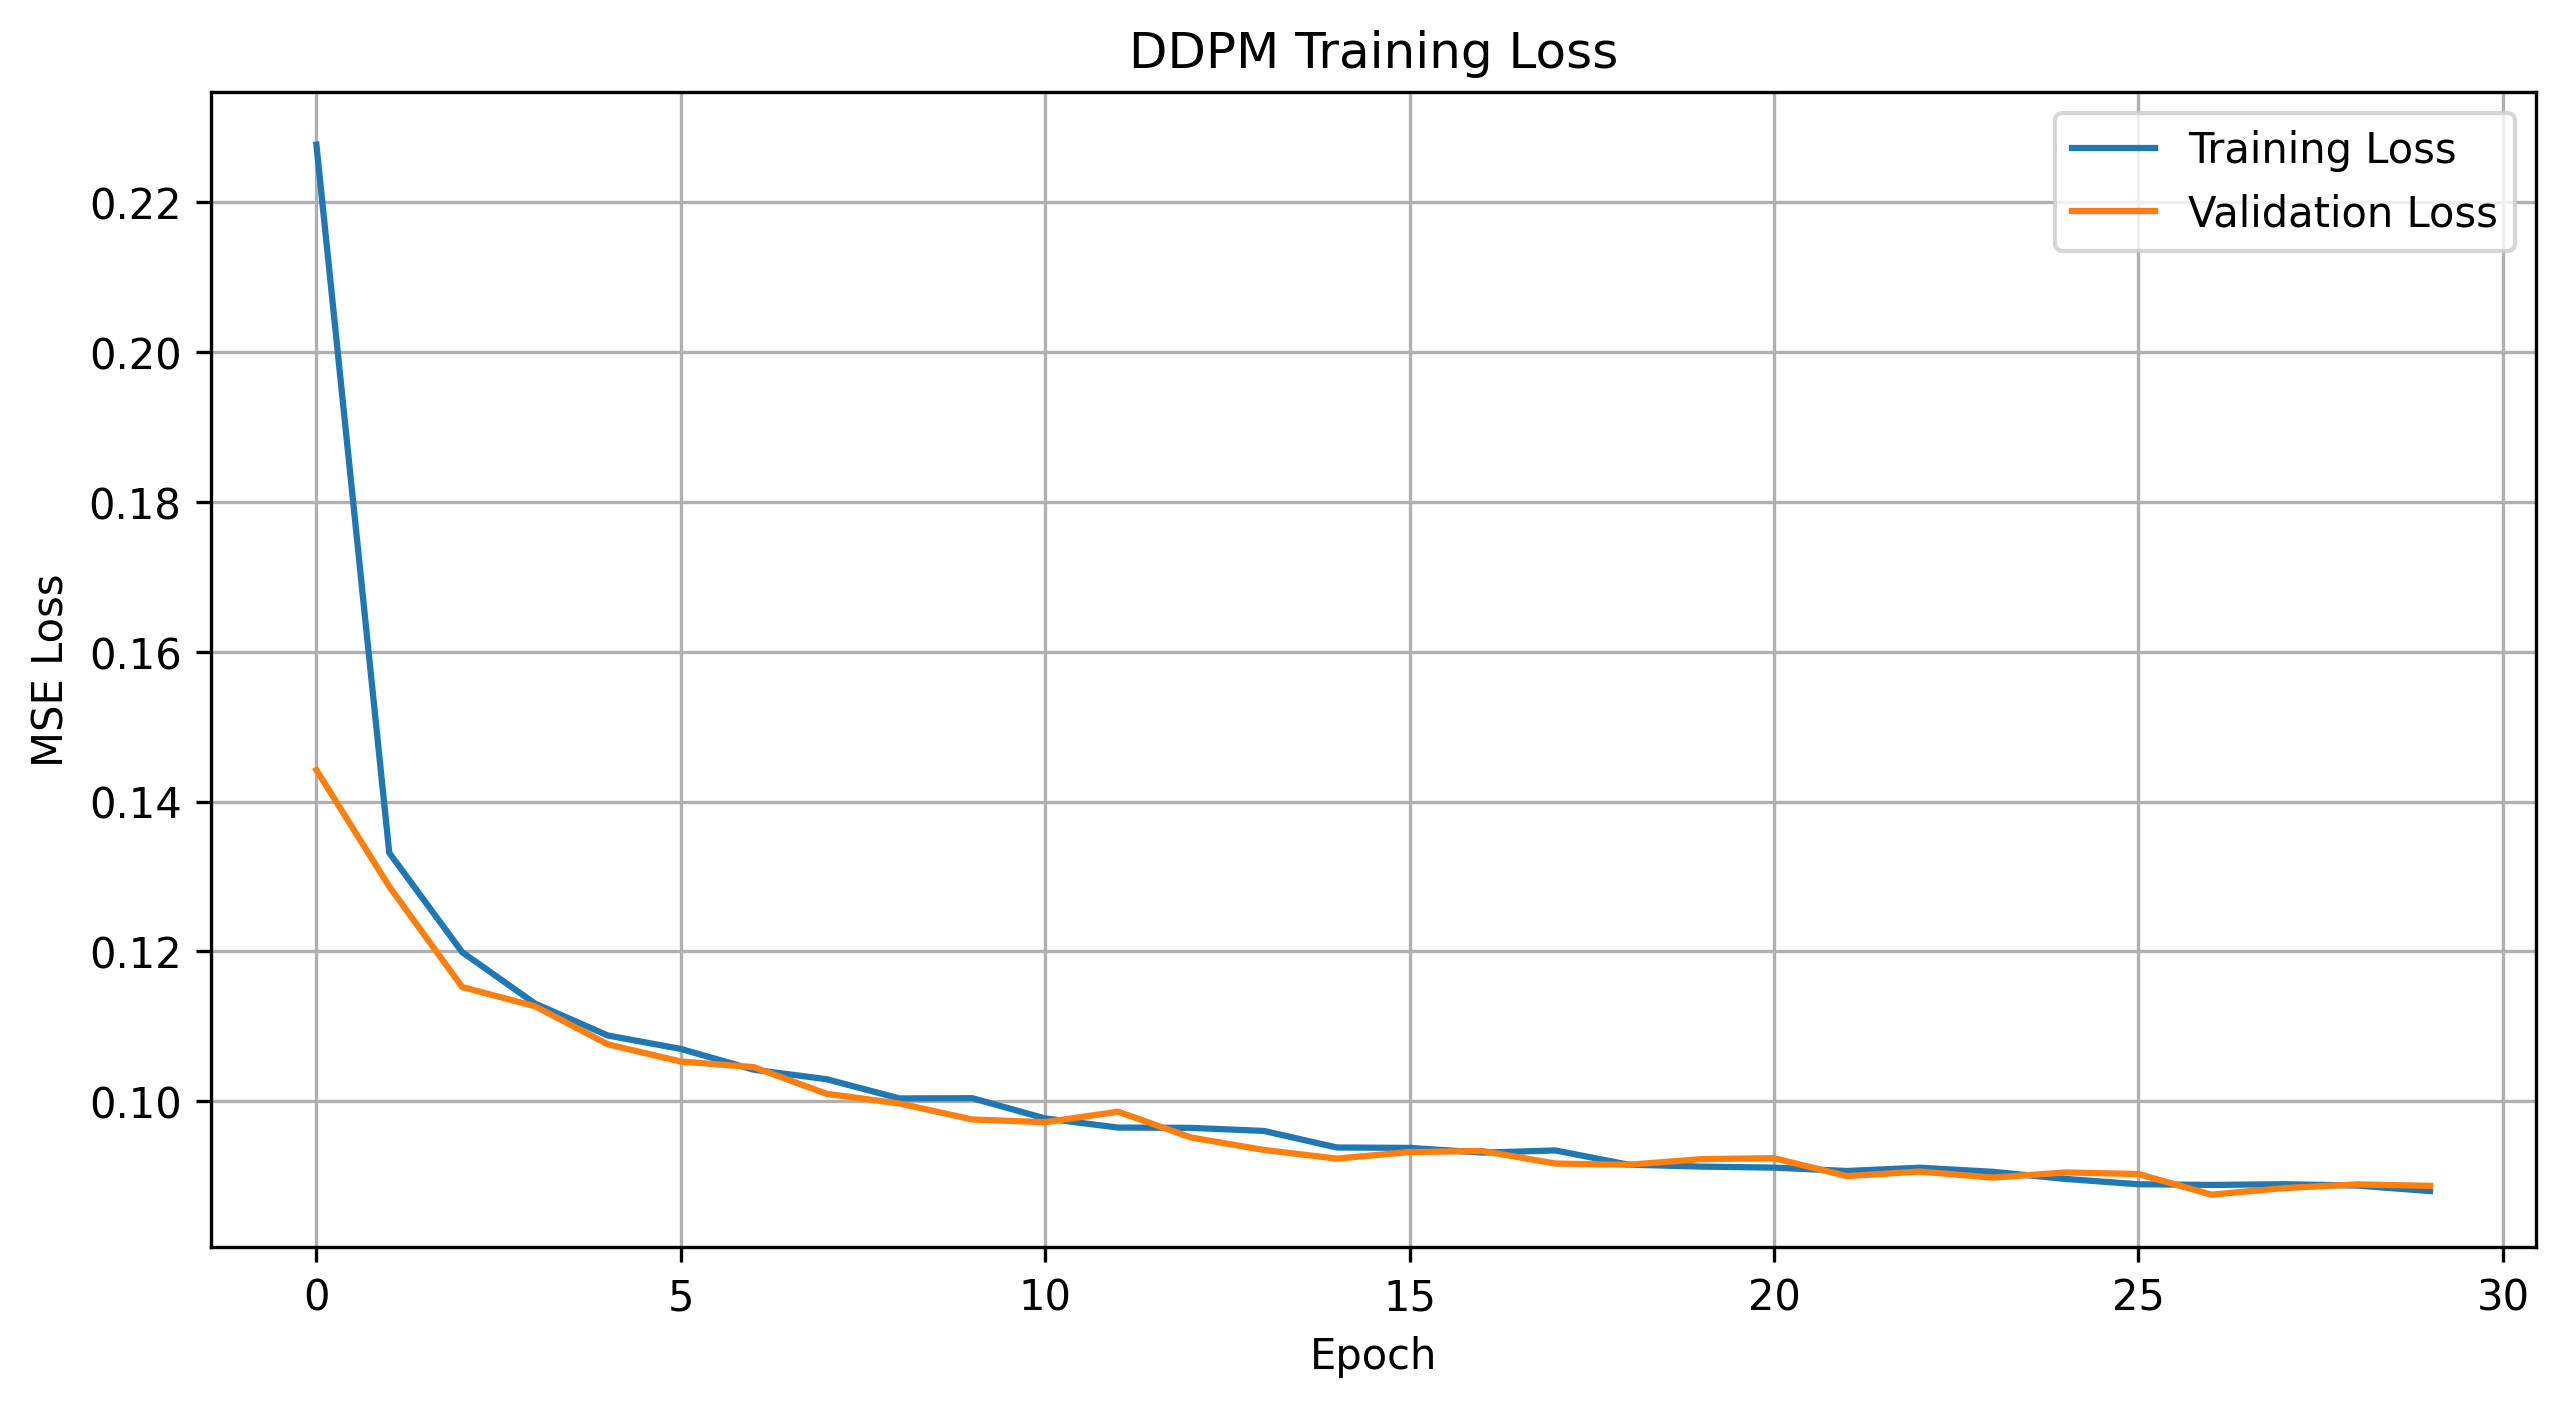 DDPM Training Loss
Training Loss
Validation Loss
0.22
0.20
0.18
0.16
0.14
0.12
0.10
MSE Loss
0 5 10 15 20 25 30
Epoch